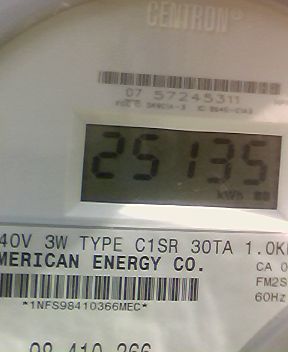 CENTRON®
07 57245311
25135
kWh
40V 3W TYPE C1SR 30TA 1.0K
MERICAN ENERGY CO.
CA 0
FM2S
60Hz
*1NFS98410366MEC*
98 410 366